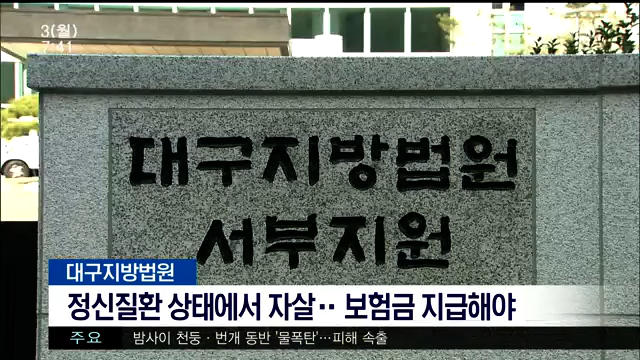 3(월)
7:41
대구지방법원
서부지원
대구지방법원
정신질환 상태에서 자살‥ 보험금 지급해야
주요 밤사이 천둥·번개 동반 '물폭탄'…피해 속출